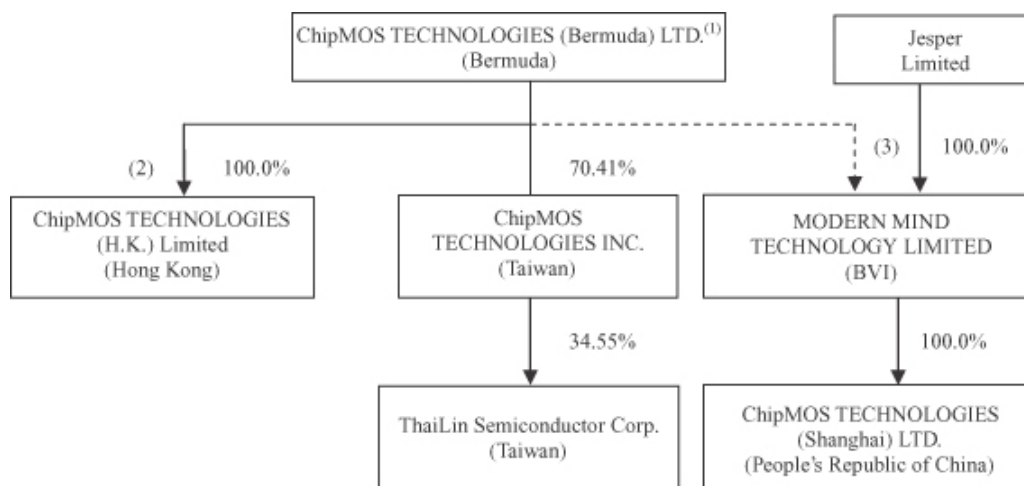 ChipMOS TECHNOLOGIES (Bermuda) LTD.(1)
(Bermuda)
Jesper
Limited
(2)
100.0%
70.41%
(3)
100.0%
ChipMOS TECHNOLOGIES
(H.K.) Limited
(Hong Kong)
ChipMOS
TECHNOLOGIES INC.
(Taiwan)
MODERN MIND
TECHNOLOGY LIMITED
(BVI)
34.55%
100.0%
ThaiLin Semiconductor Corp.
(Taiwan)
ChipMOS TECHNOLOGIES
(Shanghai) LTD.
(People's Republic of China)